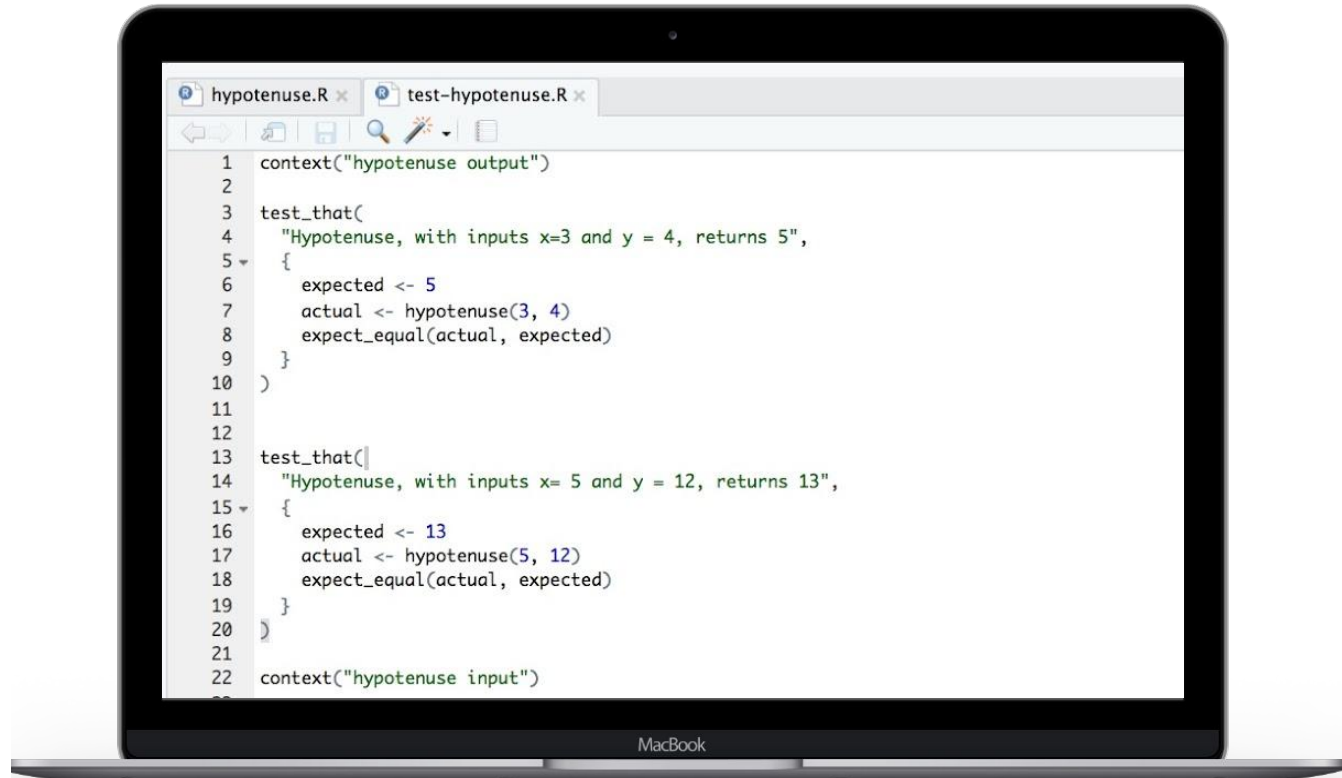 hypotenuse.R × test-hypotenuse.R ×
1 context("hypotenuse output")
2
3 test_that(
4   "Hypotenuse, with inputs x=3 and y = 4, returns 5",
5   {
6     expected <- 5
7     actual <- hypotenuse(3, 4)
8     expect_equal(actual, expected)
9   }
10 )
11
12
13 test_that(
14   "Hypotenuse, with inputs x= 5 and y = 12, returns 13",
15   {
16     expected <- 13
17     actual <- hypotenuse(5, 12)
18     expect_equal(actual, expected)
19   }
20 )
21
22 context("hypotenuse input")
MacBook